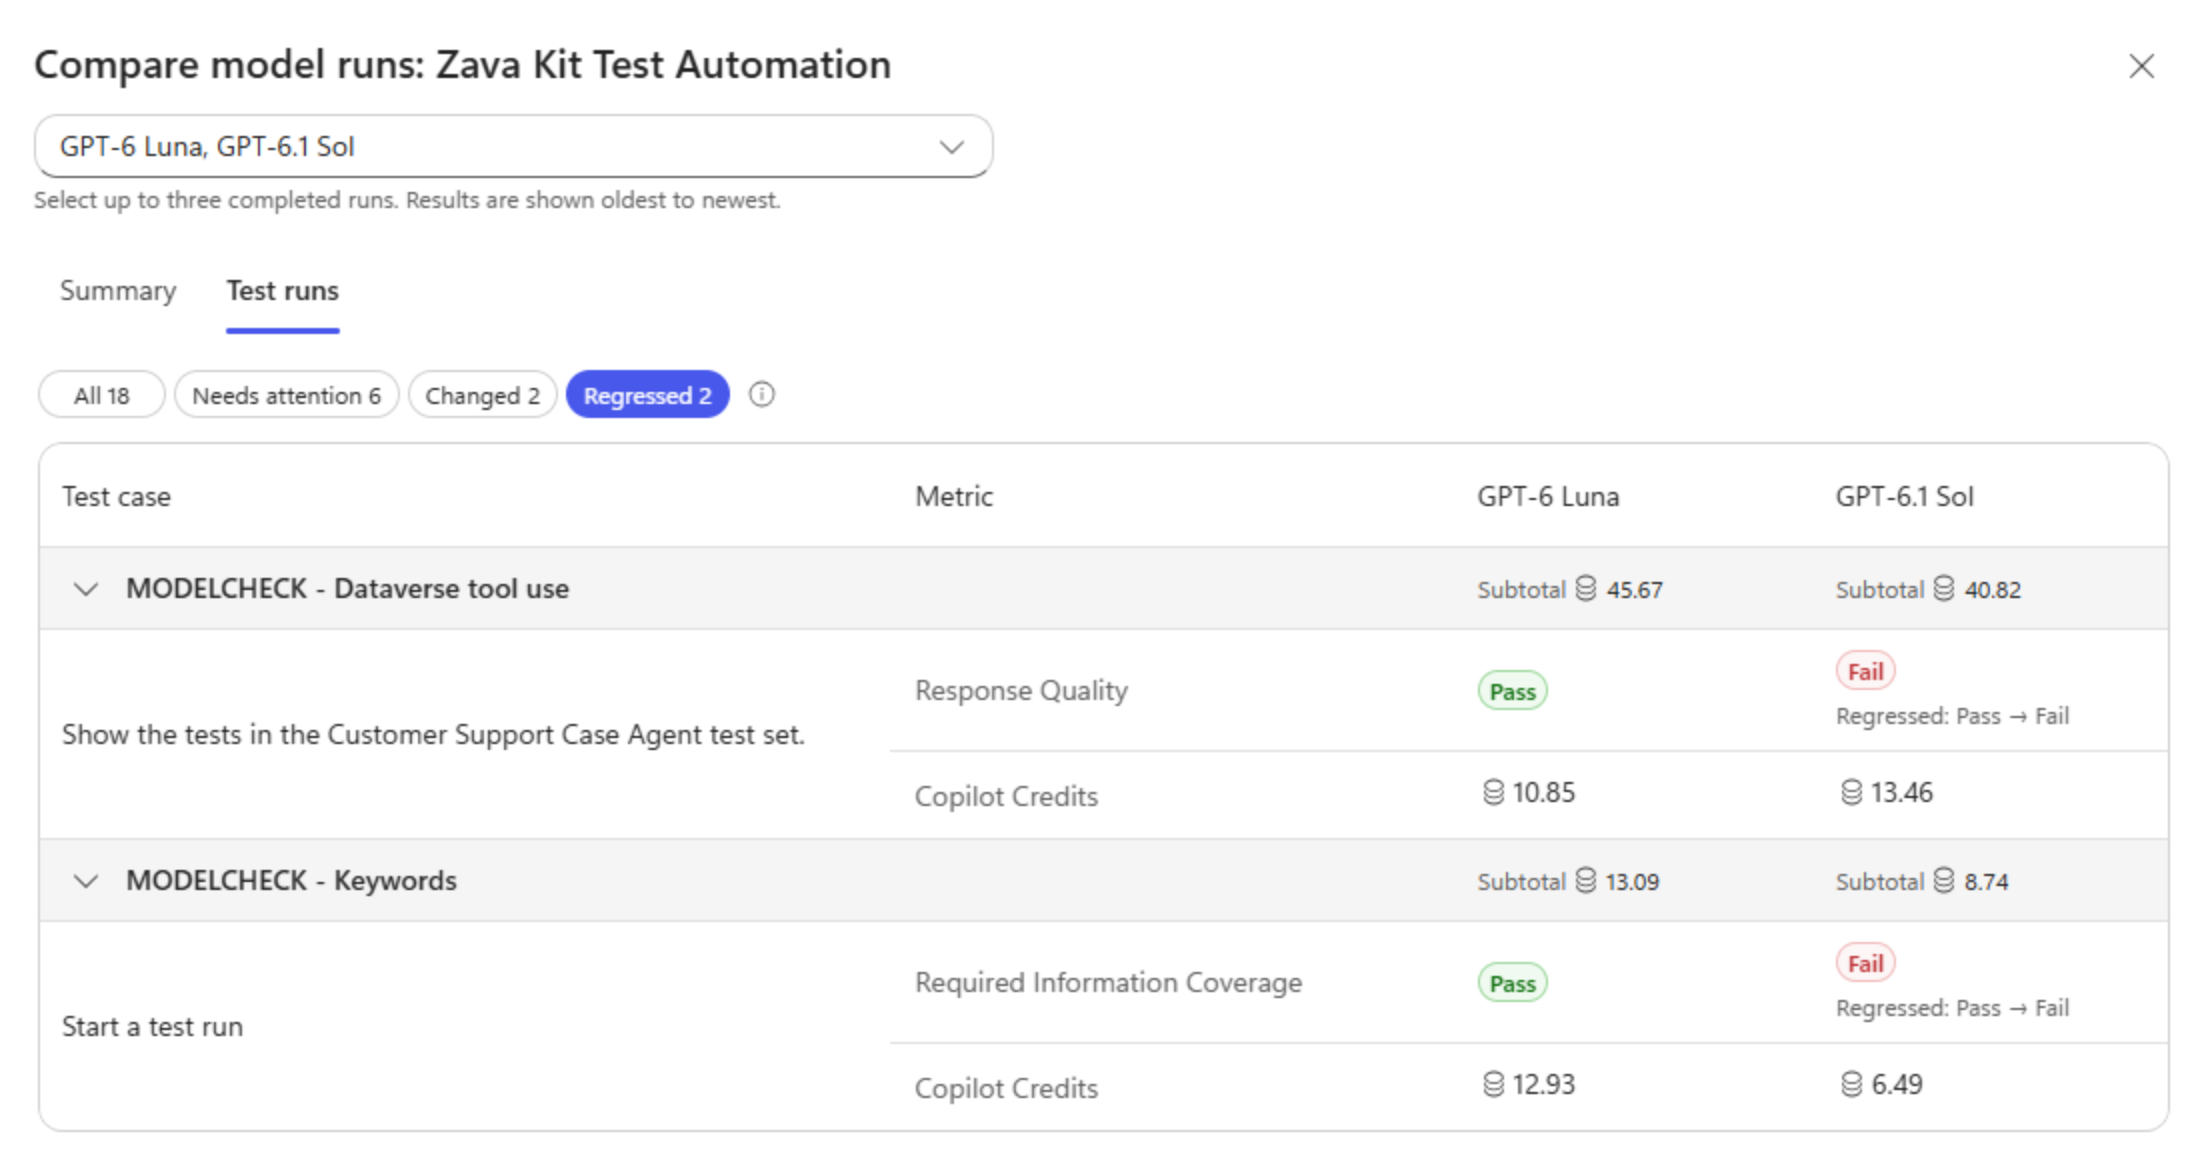 Compare model runs: Zava Kit Test Automation
GPT-6 Luna, GPT-6.1 Sol
Select up to three completed runs. Results are shown oldest to newest.
Summary Test runs
All 18 Needs attention 6 Changed 2 Regressed 2
Test case Metric GPT-6 Luna GPT-6.1 Sol
MODELCHECK - Dataverse tool use Subtotal 45.67 Subtotal 40.82
Show the tests in the Customer Support Case Agent test set.
Response Quality Pass Fail
Regressed: Pass → Fail
Copilot Credits 10.85 13.46
MODELCHECK - Keywords Subtotal 13.09 Subtotal 8.74
Start a test run
Required Information Coverage Pass Fail
Regressed: Pass → Fail
Copilot Credits 12.93 6.49